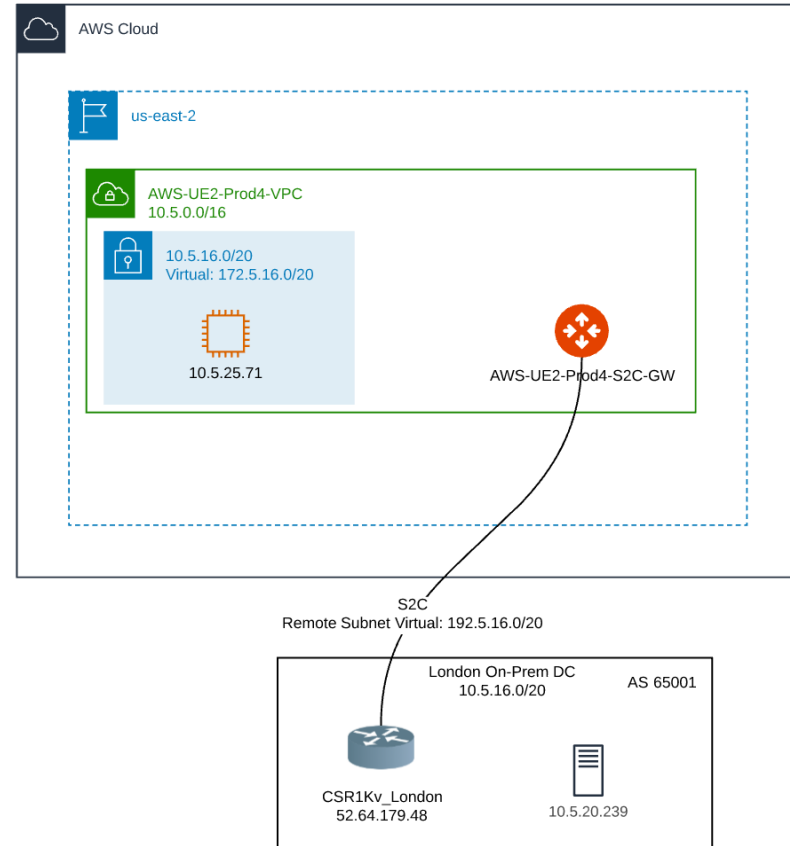 AWS Cloud
us-east-2
AWS-UE2-Prod4-VPC
10.5.0.0/16
10.5.16.0/20
Virtual: 172.5.16.0/20
10.5.25.71
AWS-UE2-Prod4-S2C-GW
S2C
Remote Subnet Virtual: 192.5.16.0/20
London On-Prem DC
10.5.16.0/20
AS 65001
CSR1Kv_London
52.64.179.48
10.5.20.239